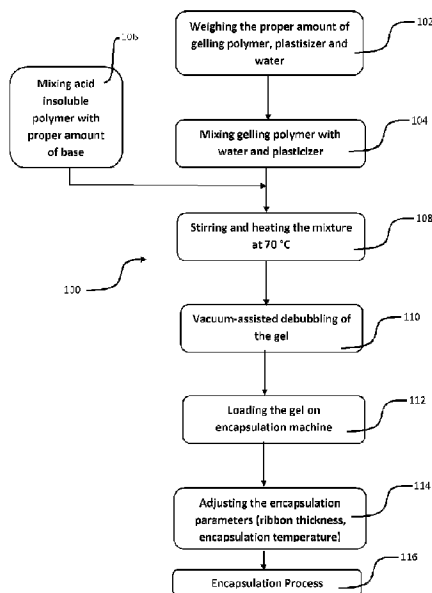 106
Mixing acid
insoluble
polymer with
proper amount
of base
Weighing the proper amount of
gelling polymer, plastisizer and
water
102
Mixing gelling polymer with
water and plasticizer
104
Stirring and heating the mixture
at 70 °C
108
100
Vacuum-assisted debubbling of
the gel
110
Loading the gel on
encapsulation machine
112
Adjusting the encapsulation
parameters (ribbon thickness,
encapsulation temperature)
114
Encapsulation Process
116